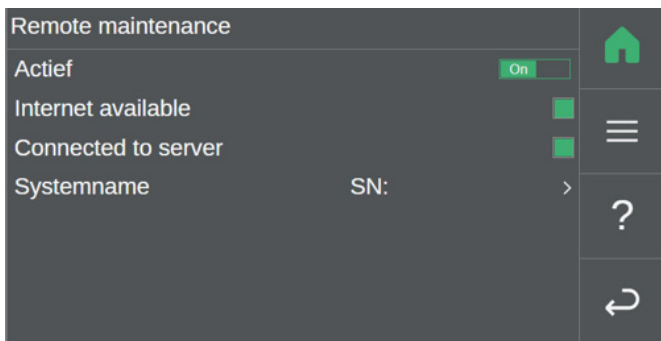 Remote maintenance
Actief On
Internet available
Connected to server
Systemname SN: >
?